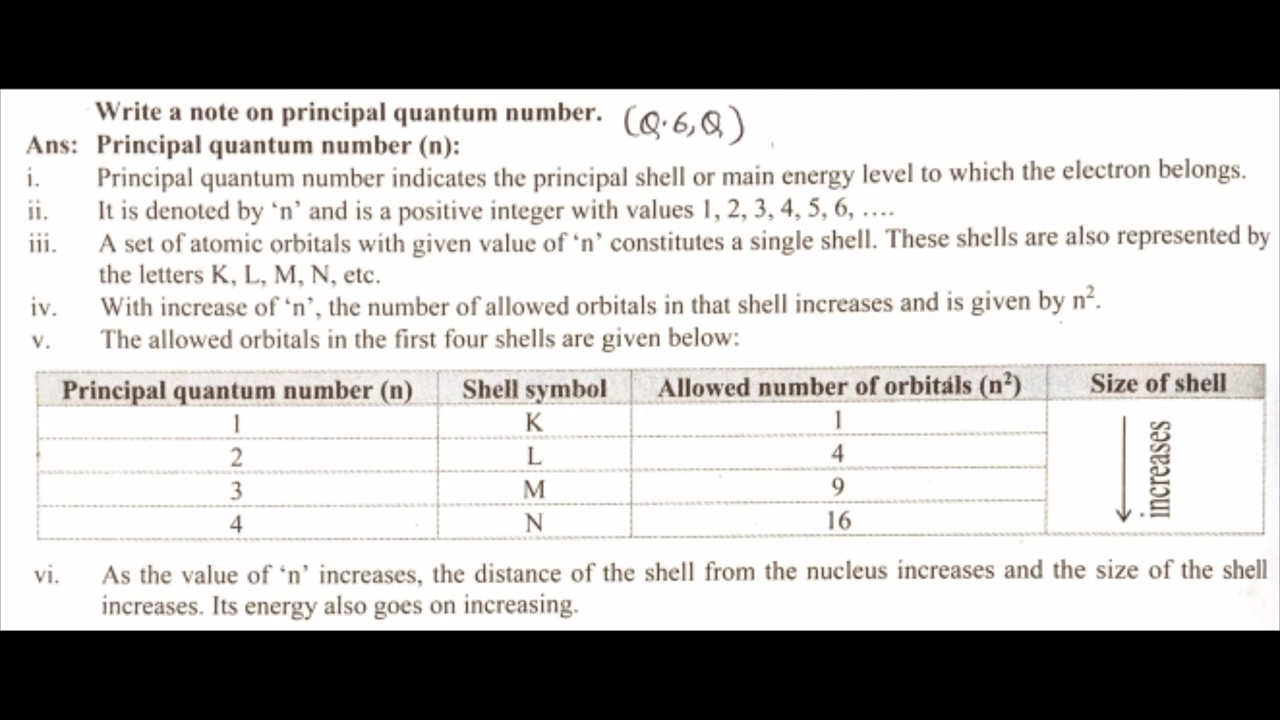 Write a note on principal quantum number. (Q.6,Q)
Ans: Principal quantum number (n):
i. Principal quantum number indicates the principal shell or main energy level to which the electron belongs.
ii. It is denoted by ‘n’ and is a positive integer with values 1, 2, 3, 4, 5, 6, ....
iii. A set of atomic orbitals with given value of ‘n’ constitutes a single shell. These shells are also represented by
the letters K, L, M, N, etc.
iv. With increase of ‘n’, the number of allowed orbitals in that shell increases and is given by n².
v. The allowed orbitals in the first four shells are given below:
Principal quantum number (n) Shell symbol Allowed number of orbitals (n²) Size of shell
1 K 1
2 L 4
3 M 9
4 N 16
increases
vi. As the value of ‘n’ increases, the distance of the shell from the nucleus increases and the size of the shell
increases. Its energy also goes on increasing.